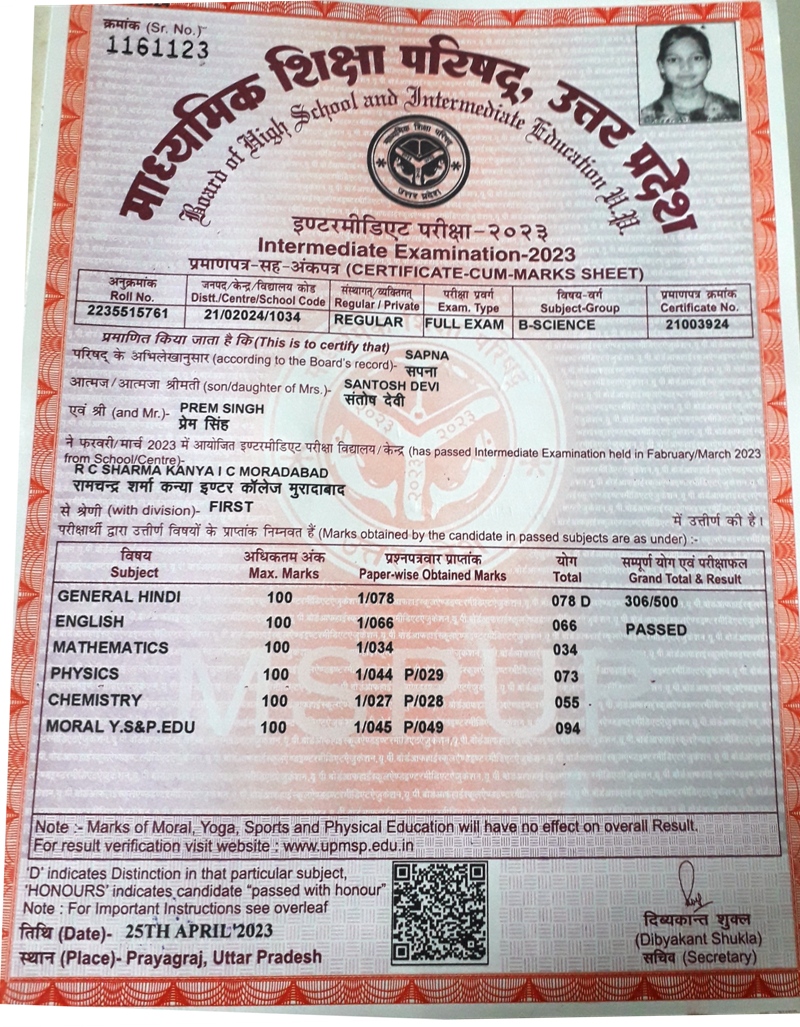 क्रमांक (Sr. No.)
1161123
माध्यमिक शिक्षा परिषद्, उत्तर प्रदेश
Board of High School and Intermediate Education U.P.
माध्यमिक शिक्षा परिषद्
उत्तर प्रदेश
इण्टरमीडिएट परीक्षा-२०२३
Intermediate Examination-2023
प्रमाणपत्र-सह-अंकपत्र (CERTIFICATE-CUM-MARKS SHEET)
अनुक्रमांक जनपद/केन्द्र/विद्यालय कोड संस्थागत/व्यक्तिगत परीक्षा प्रवर्ग विषय-वर्ग प्रमाणपत्र क्रमांक
Roll No. Distt./Centre/School Code Regular / Private Exam. Type Subject-Group Certificate No.
2235515761 21/02024/1034 REGULAR FULL EXAM B-SCIENCE 21003924
प्रमाणित किया जाता है कि(This is to certify that)
परिषद् के अभिलेखानुसार (according to the Board's record)- SAPNA
सपना
आत्मज/आत्मजा श्रीमती (son/daughter of Mrs.)- SANTOSH DEVI
संतोष देवी
एवं श्री (and Mr.)- PREM SINGH
प्रेम सिंह
ने फरवरी/मार्च 2023 में आयोजित इण्टरमीडिएट परीक्षा विद्यालय/केन्द्र (has passed Intermediate Examination held in Fabruary/March 2023
from School/Centre)-
R C SHARMA KANYA I C MORADABAD
रामचन्द्र शर्मा कन्या इण्टर कॉलेज मुरादाबाद
से श्रेणी (with division)- FIRST में उत्तीर्ण की है।
परीक्षार्थी द्वारा उत्तीर्ण विषयों के प्राप्तांक निम्नवत हैं (Marks obtained by the candidate in passed subjects are as under) :-
विषय अधिकतम अंक प्रश्नपत्रवार प्राप्तांक योग सम्पूर्ण योग एवं परीक्षाफल
Subject Max. Marks Paper-wise Obtained Marks Total Grand Total & Result
GENERAL HINDI 100 1/078 078 D 306/500
ENGLISH 100 1/066 066 PASSED
MATHEMATICS 100 1/034 034
PHYSICS 100 1/044 P/029 073
CHEMISTRY 100 1/027 P/028 055
MORAL Y.S&P.EDU 100 1/045 P/049 094
MSPUP
Note :- Marks of Moral, Yoga, Sports and Physical Education will have no effect on overall Result.
For result verification visit website : www.upmsp.edu.in
'D' indicates Distinction in that particular subject,
'HONOURS' indicates candidate "passed with honour"
Note : For Important Instructions see overleaf
तिथि (Date)- 25TH APRIL'2023
स्थान (Place)- Prayagraj, Uttar Pradesh
दिब्यकान्त शुक्ल
(Dibyakant Shukla)
सचिव (Secretary)